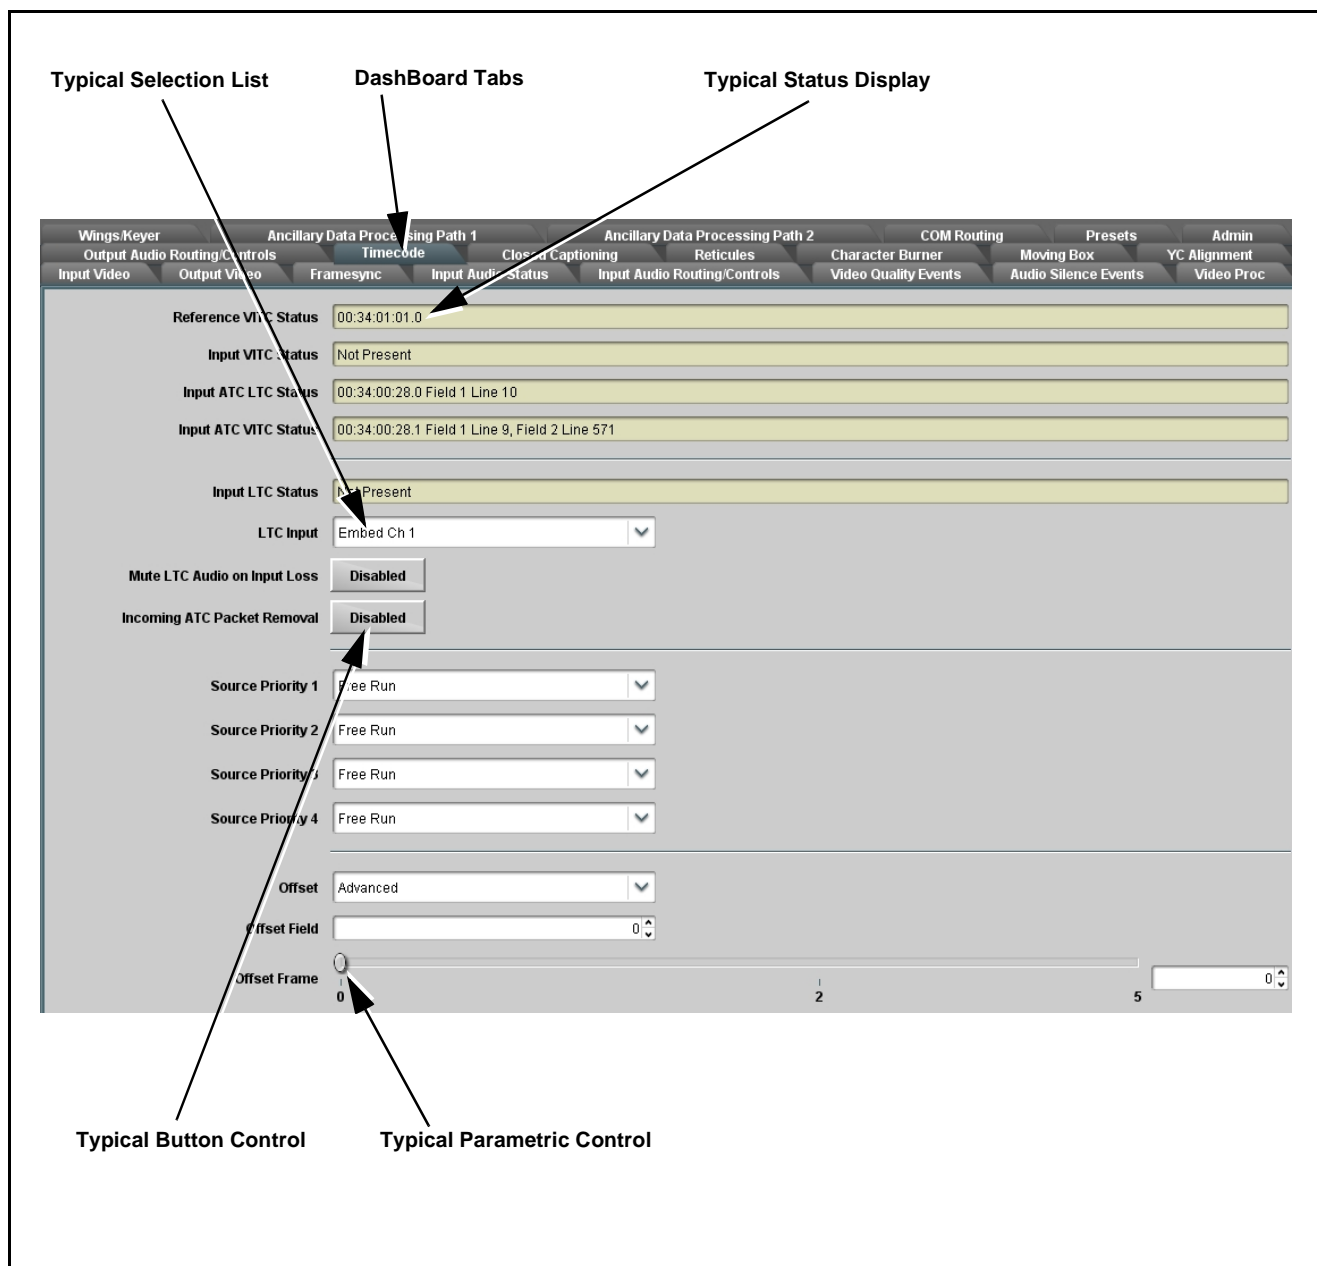 Typical Selection List DashBoard Tabs Typical Status Display
Wings/Keyer Ancillary Data Processing Path 1 Ancillary Data Processing Path 2 COM Routing Presets Admin
Output Audio Routing/Controls Timecode Closed Captioning Reticules Character Burner Moving Box YC Alignment
Input Video Output Video Framesync Input Audio Status Input Audio Routing/Controls Video Quality Events Audio Silence Events Video Proc
Reference VITC Status 00:34:01:01.0
Input VITC Status Not Present
Input ATC LTC Status 00:34:00:28.0 Field 1 Line 10
Input ATC VITC Status 00:34:00:28.1 Field 1 Line 9, Field 2 Line 571
Input LTC Status Not Present
LTC Input Embed Ch 1
Mute LTC Audio on Input Loss Disabled
Incoming ATC Packet Removal Disabled
Source Priority 1 Free Run
Source Priority 2 Free Run
Source Priority 3 Free Run
Source Priority 4 Free Run
Offset Advanced
Offset Field 0
Offset Frame 0
0 2 5
Typical Button Control Typical Parametric Control